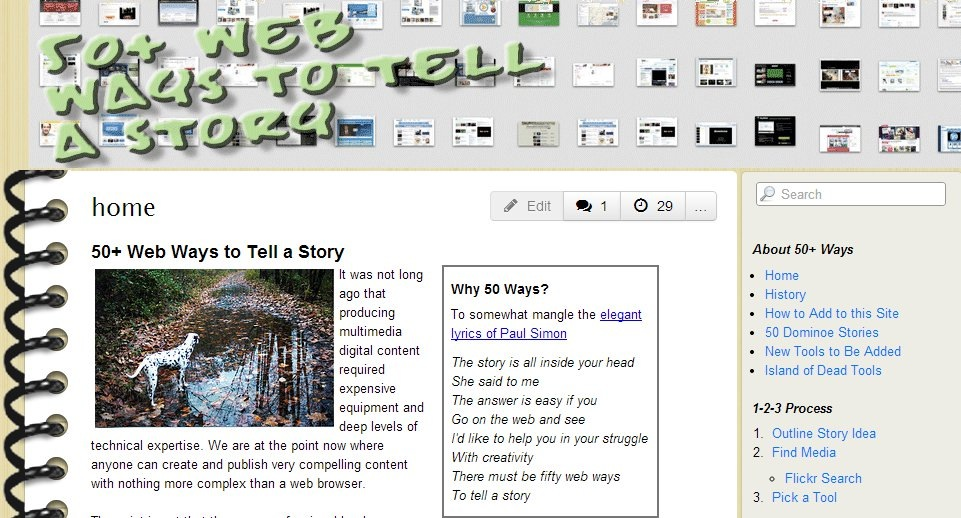 50+ WEB
WAYS TO TELL
A STORY
home
Edit
1
29
...
50+ Web Ways to Tell a Story
It was not long
ago that
producing
multimedia
digital content
required
expensive
equipment and
deep levels of
technical expertise. We are at the point now where
anyone can create and publish very compelling content
with nothing more complex than a web browser.
Why 50 Ways?
To somewhat mangle the elegant
lyrics of Paul Simon
The story is all inside your head
She said to me
The answer is easy if you
Go on the web and see
I'd like to help you in your struggle
With creativity
There must be fifty web ways
To tell a story
Search
About 50+ Ways
Home
History
How to Add to this Site
50 Dominoe Stories
New Tools to Be Added
Island of Dead Tools
1-2-3 Process
1. Outline Story Idea
2. Find Media
Flickr Search
3. Pick a Tool